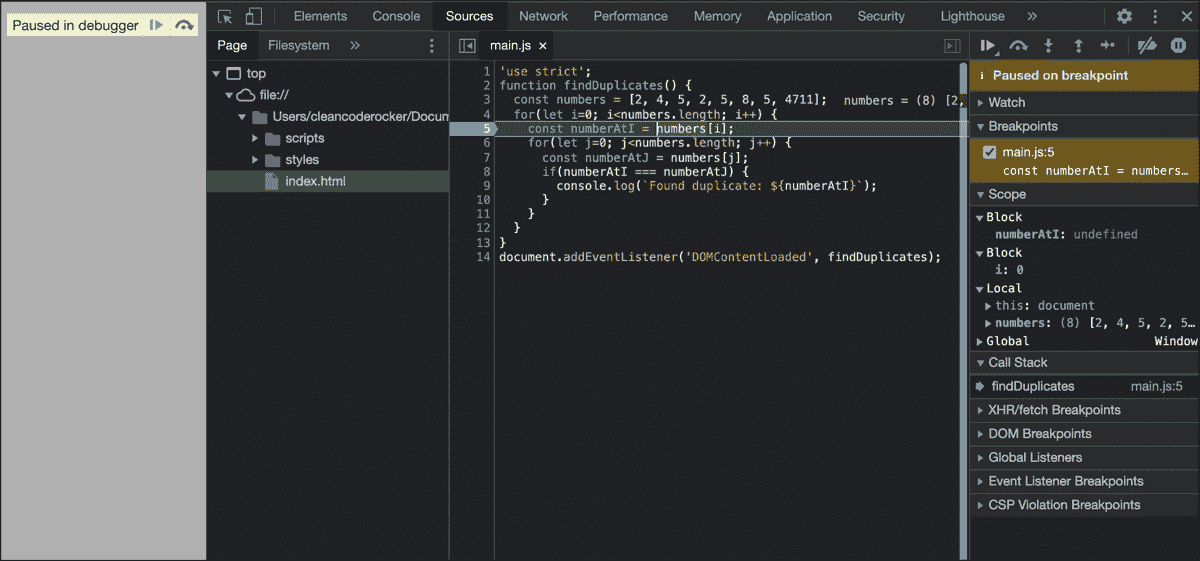 Paused in debugger
Elements Console Sources Network Performance Memory Application Security Lighthouse »
Page Filesystem »
top
file://
Users/cleancoderocker/Docum
scripts
styles
index.html
main.js ×
1 'use strict';
2 function findDuplicates() {
3 const numbers = [2, 4, 5, 2, 5, 8, 5, 4711]; numbers = (8) [2,
4 for(let i=0; i<numbers.length; i++) {
5 const numberAtI = numbers[i];
6 for(let j=0; j<numbers.length; j++) {
7 const numberAtJ = numbers[j];
8 if(numberAtI === numberAtJ) {
9 console.log(`Found duplicate: ${numberAtI}`);
10 }
11 }
12 }
13 }
14 document.addEventListener('DOMContentLoaded', findDuplicates);
i Paused on breakpoint
Watch
Breakpoints
main.js:5
const numberAtI = numbers…
Scope
Block
numberAtI: undefined
Block
i: 0
Local
this: document
numbers: (8) [2, 4, 5, 2, 5…
Global Window
Call Stack
findDuplicates main.js:5
XHR/fetch Breakpoints
DOM Breakpoints
Global Listeners
Event Listener Breakpoints
CSP Violation Breakpoints